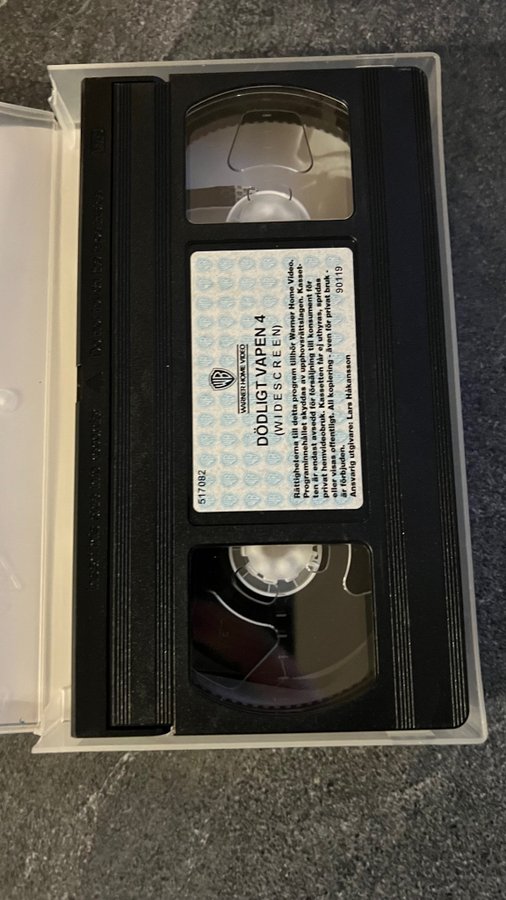 WB
WARNER HOME VIDEO
DÖDLIGT VAPEN 4
(WIDESCREEN)
517082
Rättigheterna till detta program tillhör Warner Home Video.
Programinnehållet skyddas av upphovsrättslagen. Kasset-
ten är endast avsedd för försäljning till konsument för
privat hemvideobruk. Kassetten får ej uthyras, spridas
eller visas offentligt. All kopiering - även för privat bruk -
är förbjuden.
Ansvarig utgivare: Lars Håkansson
90119